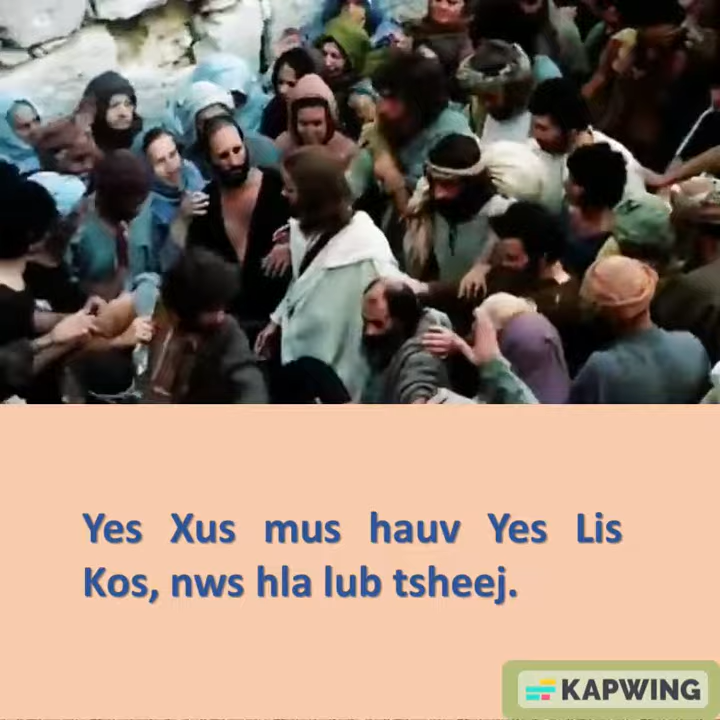 Yes Xus mus hauv Yes Lis
Kos, nws hla lub tsheej.
KAPWING